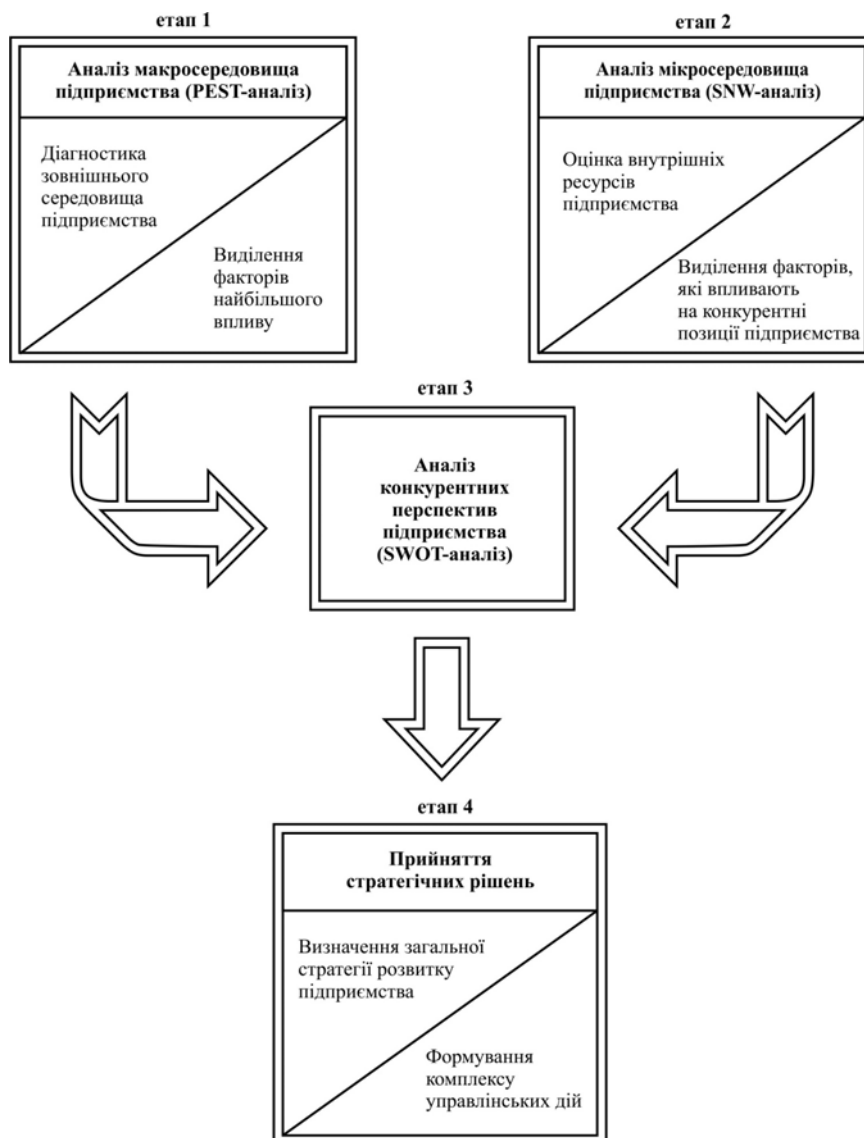 етап 1
Аналіз макросередовища
підприємства (PEST-аналіз)
Діагностика
зовнішнього
середовища
підприємства
Виділення
факторів
найбільшого
впливу
етап 2
Аналіз мікросередовища
підприємства (SNW-аналіз)
Оцінка внутрішніх
ресурсів
підприємства
Виділення факторів,
які впливають
на конкурентні
позиції підприємства
етап 3
Аналіз
конкурентних
перспектив
підприємства
(SWOT-аналіз)
етап 4
Прийняття
стратегічних рішень
Визначення загальної
стратегії розвитку
підприємства
Формування
комплексу
управлінських дій